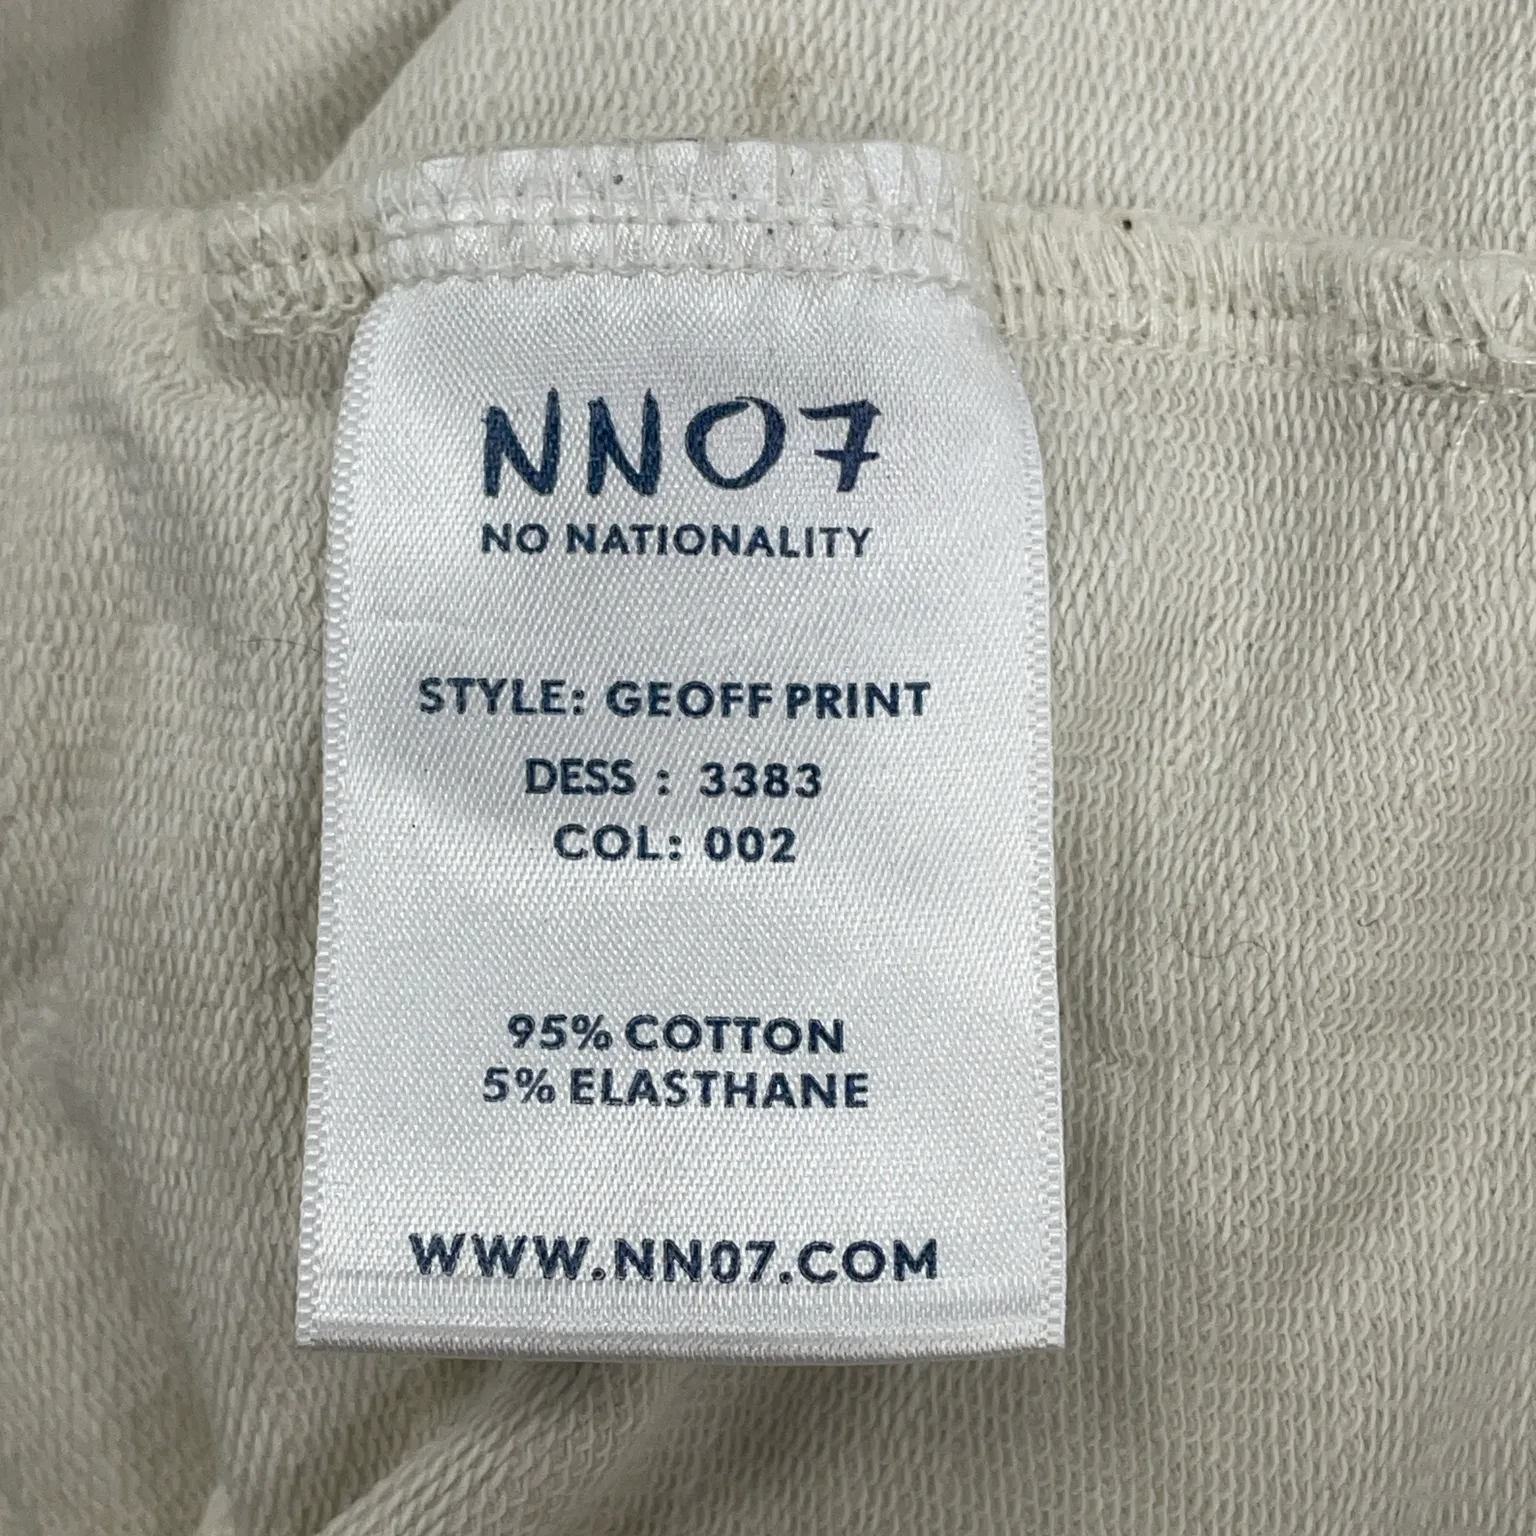 NN07
NO NATIONALITY
STYLE: GEOFF PRINT
DESS : 3383
COL: 002
95% COTTON
5% ELASTHANE
WWW.NN07.COM